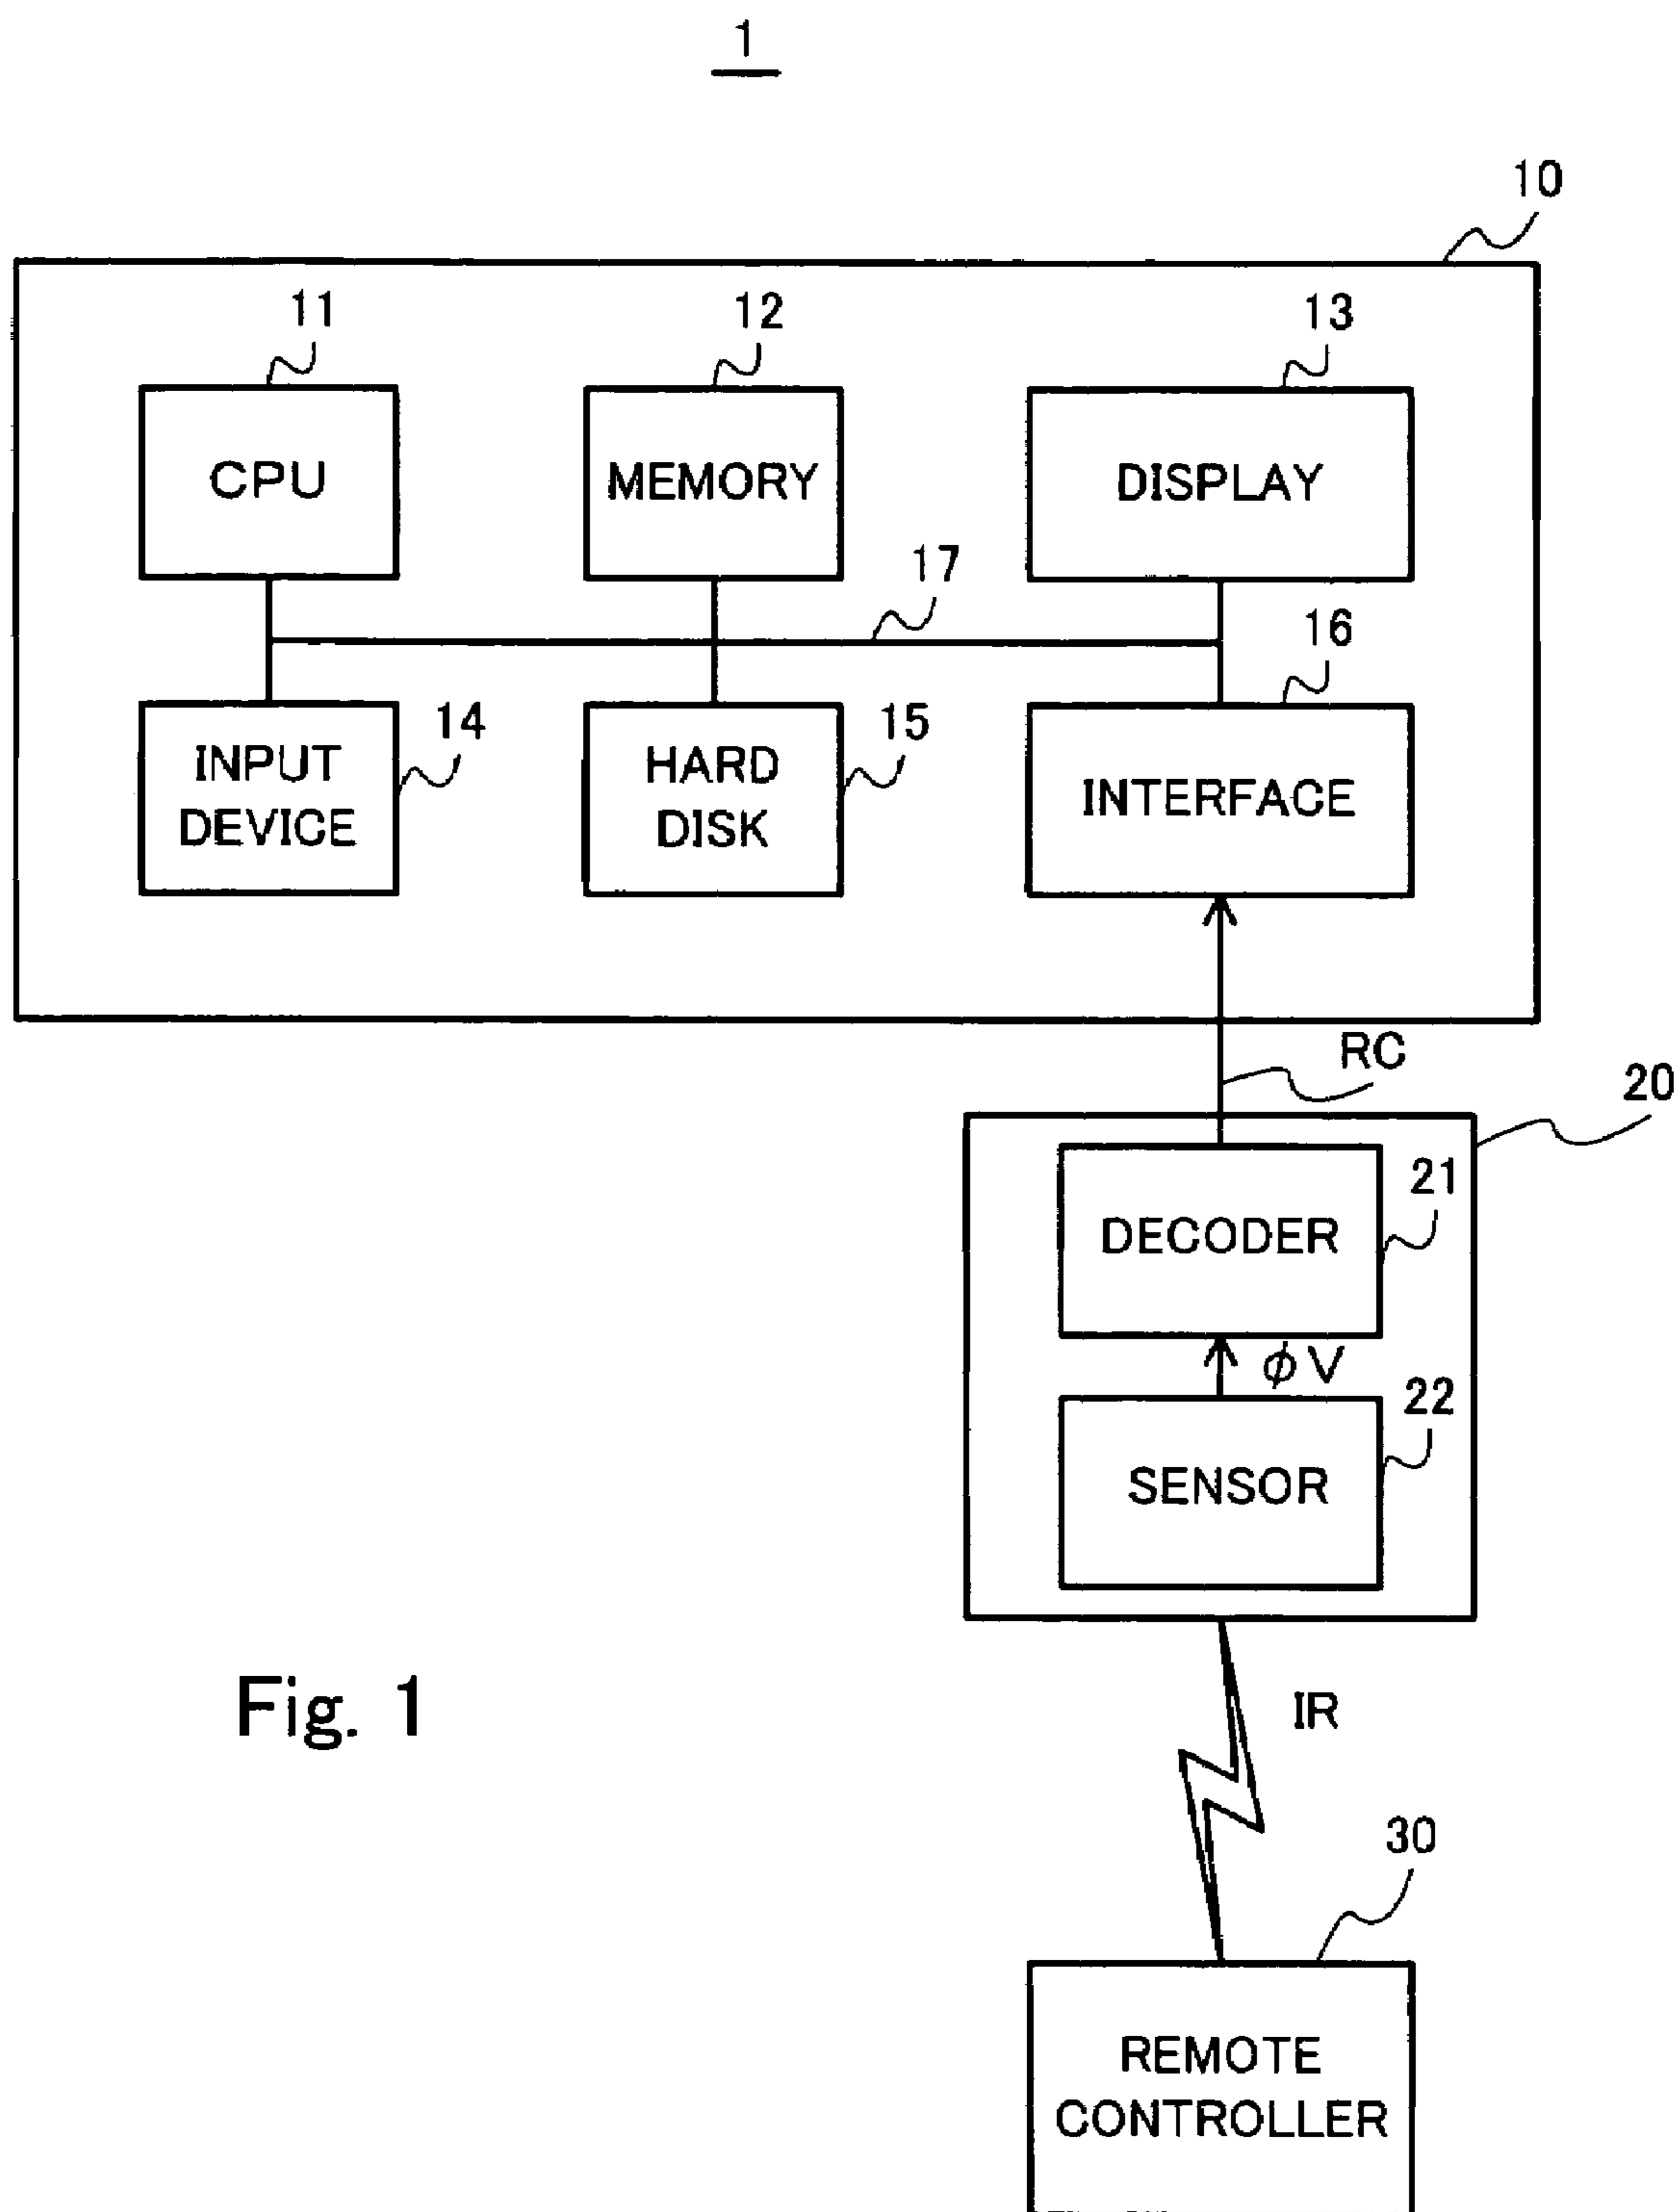 1
10
11
12
13
CPU
MEMORY
DISPLAY
17
16
14
15
INPUT
DEVICE
HARD
DISK
INTERFACE
RC
20
21
DECODER
ϕV
22
SENSOR
IR
Fig. 1
30
REMOTE
CONTROLLER